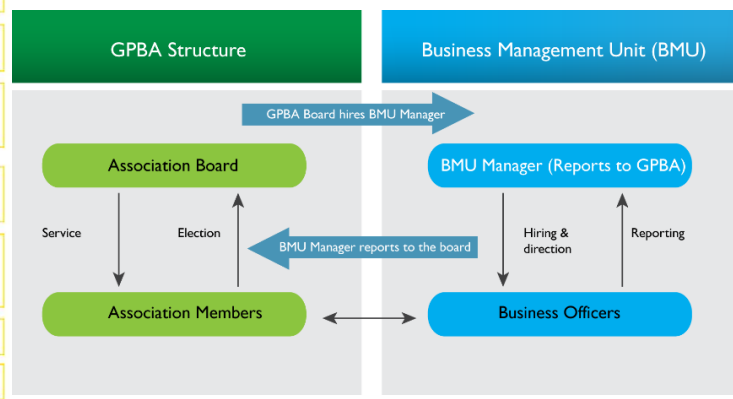 GPBA Structure
Business Management Unit (BMU)
GPBA Board hires BMU Manager
Association Board
BMU Manager (Reports to GPBA)
Service
Election
BMU Manager reports to the board
Hiring &
direction
Reporting
Association Members
Business Officers